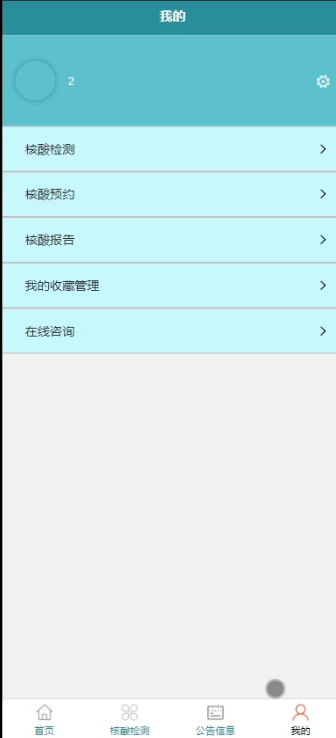 我的
2
核酸检测
核酸预约
核酸报告
我的收藏管理
在线咨询
首页
核酸检测
公告信息
我的